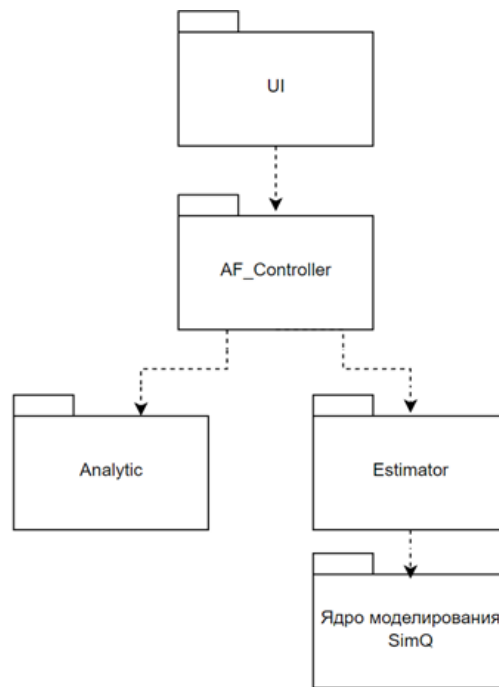 UI
AF_Controller
Analytic
Estimator
Ядро моделирования
SimQ